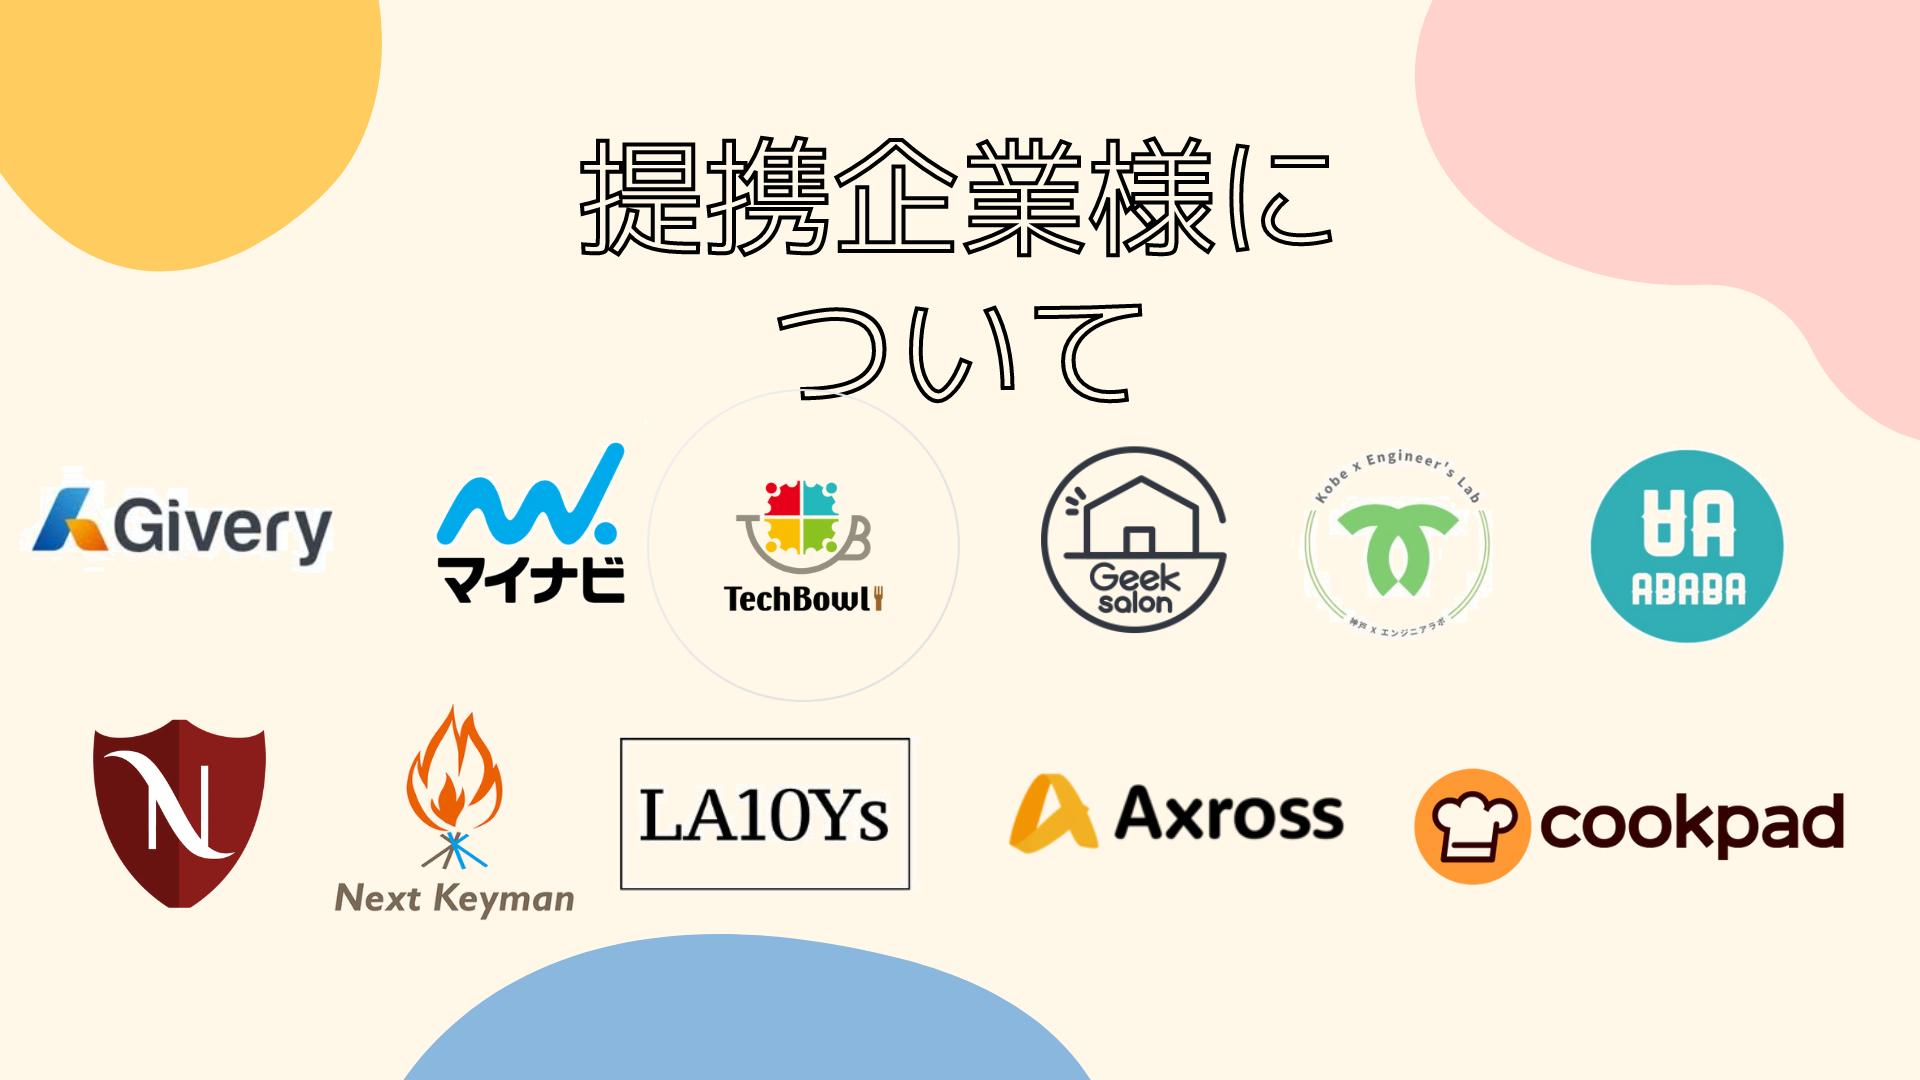 提携企業様に
ついて
Givery
マイナビ
TechBowl
Geek
salon
Kobe x Engineer's Lab
神戸 X エンジニアラボ
ABABA
N
Next Keyman
LA10Ys
Axross
cookpad